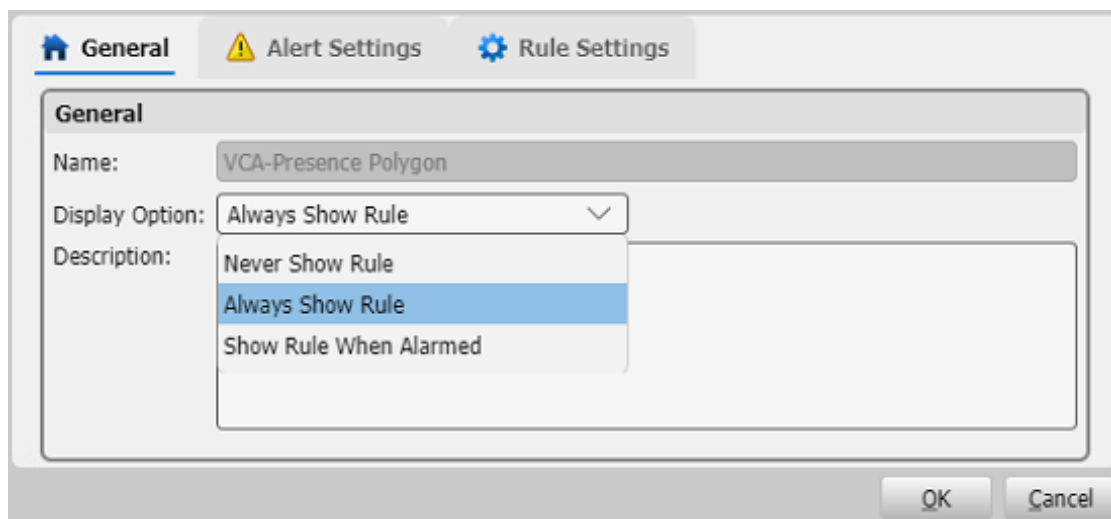 General Alert Settings Rule Settings
General
Name: VCA-Presence Polygon
Display Option: Always Show Rule
Description:
Never Show Rule
Always Show Rule
Show Rule When Alarmed
OK Cancel